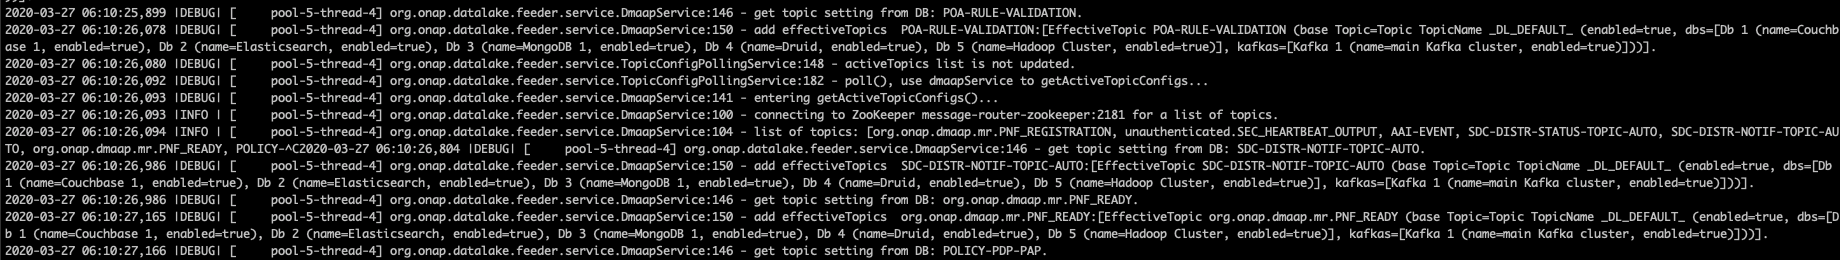 2020-03-27 06:10:25,899 |DEBUG| [     pool-5-thread-4] org.onap.datalake.feeder.service.DmaapService:146 - get topic setting from DB: POA-RULE-VALIDATION.
2020-03-27 06:10:26,078 |DEBUG| [     pool-5-thread-4] org.onap.datalake.feeder.service.DmaapService:150 - add effectiveTopics  POA-RULE-VALIDATION:[EffectiveTopic POA-RULE-VALIDATION (base Topic=Topic TopicName _DL_DEFAULT_ (enabled=true, dbs=[Db 1 (name=Couchb
ase 1, enabled=true), Db 2 (name=Elasticsearch, enabled=true), Db 3 (name=MongoDB 1, enabled=true), Db 4 (name=Druid, enabled=true), Db 5 (name=Hadoop Cluster, enabled=true)], kafkas=[Kafka 1 (name=main Kafka cluster, enabled=true)]))].
2020-03-27 06:10:26,080 |DEBUG| [     pool-5-thread-4] org.onap.datalake.feeder.service.TopicConfigPollingService:148 - activeTopics list is not updated.
2020-03-27 06:10:26,092 |DEBUG| [     pool-5-thread-4] org.onap.datalake.feeder.service.TopicConfigPollingService:182 - poll(), use dmaapService to getActiveTopicConfigs...
2020-03-27 06:10:26,093 |DEBUG| [     pool-5-thread-4] org.onap.datalake.feeder.service.DmaapService:141 - entering getActiveTopicConfigs()...
2020-03-27 06:10:26,093 |INFO | [     pool-5-thread-4] org.onap.datalake.feeder.service.DmaapService:100 - connecting to ZooKeeper message-router-zookeeper:2181 for a list of topics.
2020-03-27 06:10:26,094 |INFO | [     pool-5-thread-4] org.onap.datalake.feeder.service.DmaapService:104 - list of topics: [org.onap.dmaap.mr.PNF_REGISTRATION, unauthenticated.SEC_HEARTBEAT_OUTPUT, AAI-EVENT, SDC-DISTR-STATUS-TOPIC-AUTO, SDC-DISTR-NOTIF-TOPIC-AU
TO, org.onap.dmaap.mr.PNF_READY, POLICY-^C2020-03-27 06:10:26,804 |DEBUG| [     pool-5-thread-4] org.onap.datalake.feeder.service.DmaapService:146 - get topic setting from DB: SDC-DISTR-NOTIF-TOPIC-AUTO.
2020-03-27 06:10:26,986 |DEBUG| [     pool-5-thread-4] org.onap.datalake.feeder.service.DmaapService:150 - add effectiveTopics  SDC-DISTR-NOTIF-TOPIC-AUTO:[EffectiveTopic SDC-DISTR-NOTIF-TOPIC-AUTO (base Topic=Topic TopicName _DL_DEFAULT_ (enabled=true, dbs=[Db
1 (name=Couchbase 1, enabled=true), Db 2 (name=Elasticsearch, enabled=true), Db 3 (name=MongoDB 1, enabled=true), Db 4 (name=Druid, enabled=true), Db 5 (name=Hadoop Cluster, enabled=true)], kafkas=[Kafka 1 (name=main Kafka cluster, enabled=true)]))].
2020-03-27 06:10:26,986 |DEBUG| [     pool-5-thread-4] org.onap.datalake.feeder.service.DmaapService:146 - get topic setting from DB: org.onap.dmaap.mr.PNF_READY.
2020-03-27 06:10:27,165 |DEBUG| [     pool-5-thread-4] org.onap.datalake.feeder.service.DmaapService:150 - add effectiveTopics  org.onap.dmaap.mr.PNF_READY:[EffectiveTopic org.onap.dmaap.mr.PNF_READY (base Topic=Topic TopicName _DL_DEFAULT_ (enabled=true, dbs=[D
b 1 (name=Couchbase 1, enabled=true), Db 2 (name=Elasticsearch, enabled=true), Db 3 (name=MongoDB 1, enabled=true), Db 4 (name=Druid, enabled=true), Db 5 (name=Hadoop Cluster, enabled=true)], kafkas=[Kafka 1 (name=main Kafka cluster, enabled=true)]))].
2020-03-27 06:10:27,166 |DEBUG| [     pool-5-thread-4] org.onap.datalake.feeder.service.DmaapService:146 - get topic setting from DB: POLICY-PDP-PAP.